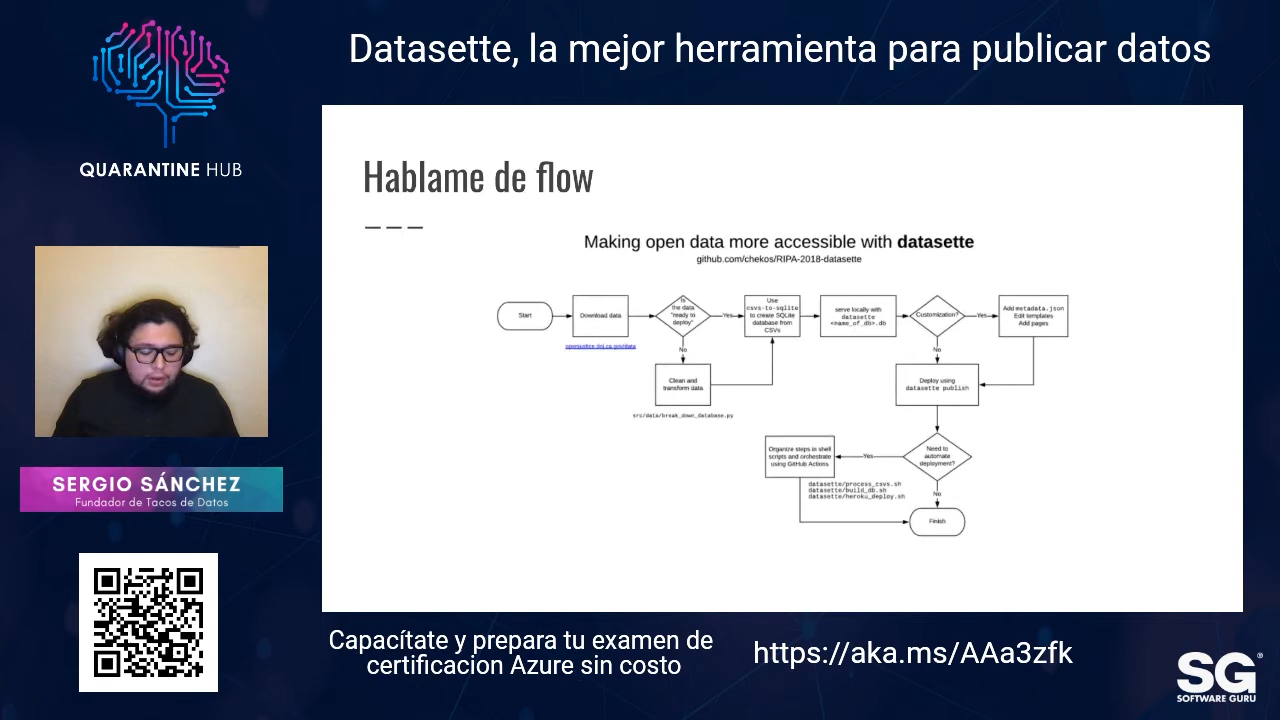 Datasette, la mejor herramienta para publicar datos
QUARANTINE HUB
Hablame de flow
Making open data more accessible with datasette
github.com/chekos/RIPA-2018-datasette
Start
Download data
openjustice.doj.ca.gov/data
Is
the data
"ready to
deploy"
Yes
No
Clean and
transform data
src/data/break_down_database.py
Use
csvs-to-sqlite
to create SQLite
database from
CSVs
serve locally with
datasette
<name_of_db>.db
Customization?
Yes
Add metadata.json
Edit templates
Add pages
No
Deploy using
datasette publish
Need to
automate
deployment?
Yes
Organize steps in shell
scripts and orchestrate
using GitHub Actions
datasette/process_csvs.sh
datasette/build_db.sh
datasette/heroku_deploy.sh
No
Finish
SERGIO SÁNCHEZ
Fundador de Tacos de Datos
Capacítate y prepara tu examen de
certificacion Azure sin costo
https://aka.ms/AAa3zfk
SG®
SOFTWARE GURU